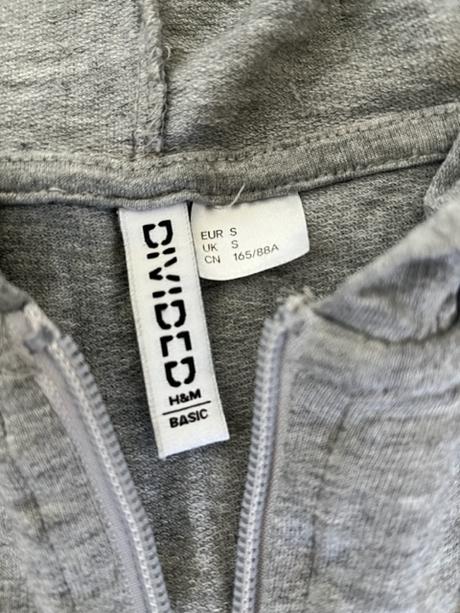 DIVIDED
H&M
BASIC
EUR S
UK S
CN 165/88A